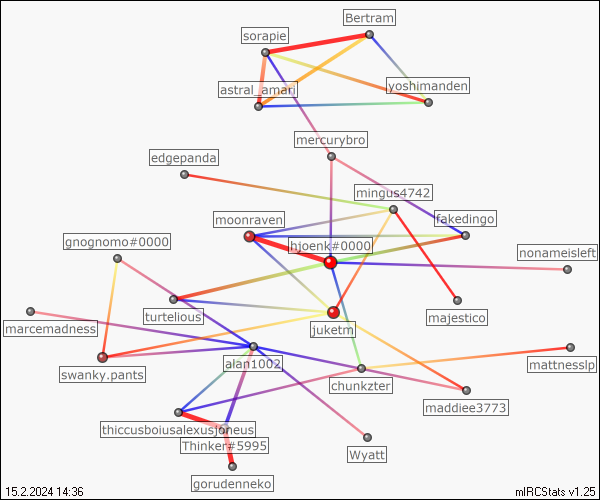 Bertram
sorapie
yoshimanden
astral_amari
mercurybro
edgepanda
mingus4742
moonraven
fakedingo
hjoenk#0000
gnognomo#0000
nonameisleft
turtelious
majestico
marcemadness
juketm
alan1002
mattnesslp
swanky.pants
chunkzter
maddiee3773
thiccusboiusalexusjoneus
Thinker#5995
Wyatt
gorudenneko
15.2.2024 14:36
mIRCStats v1.25